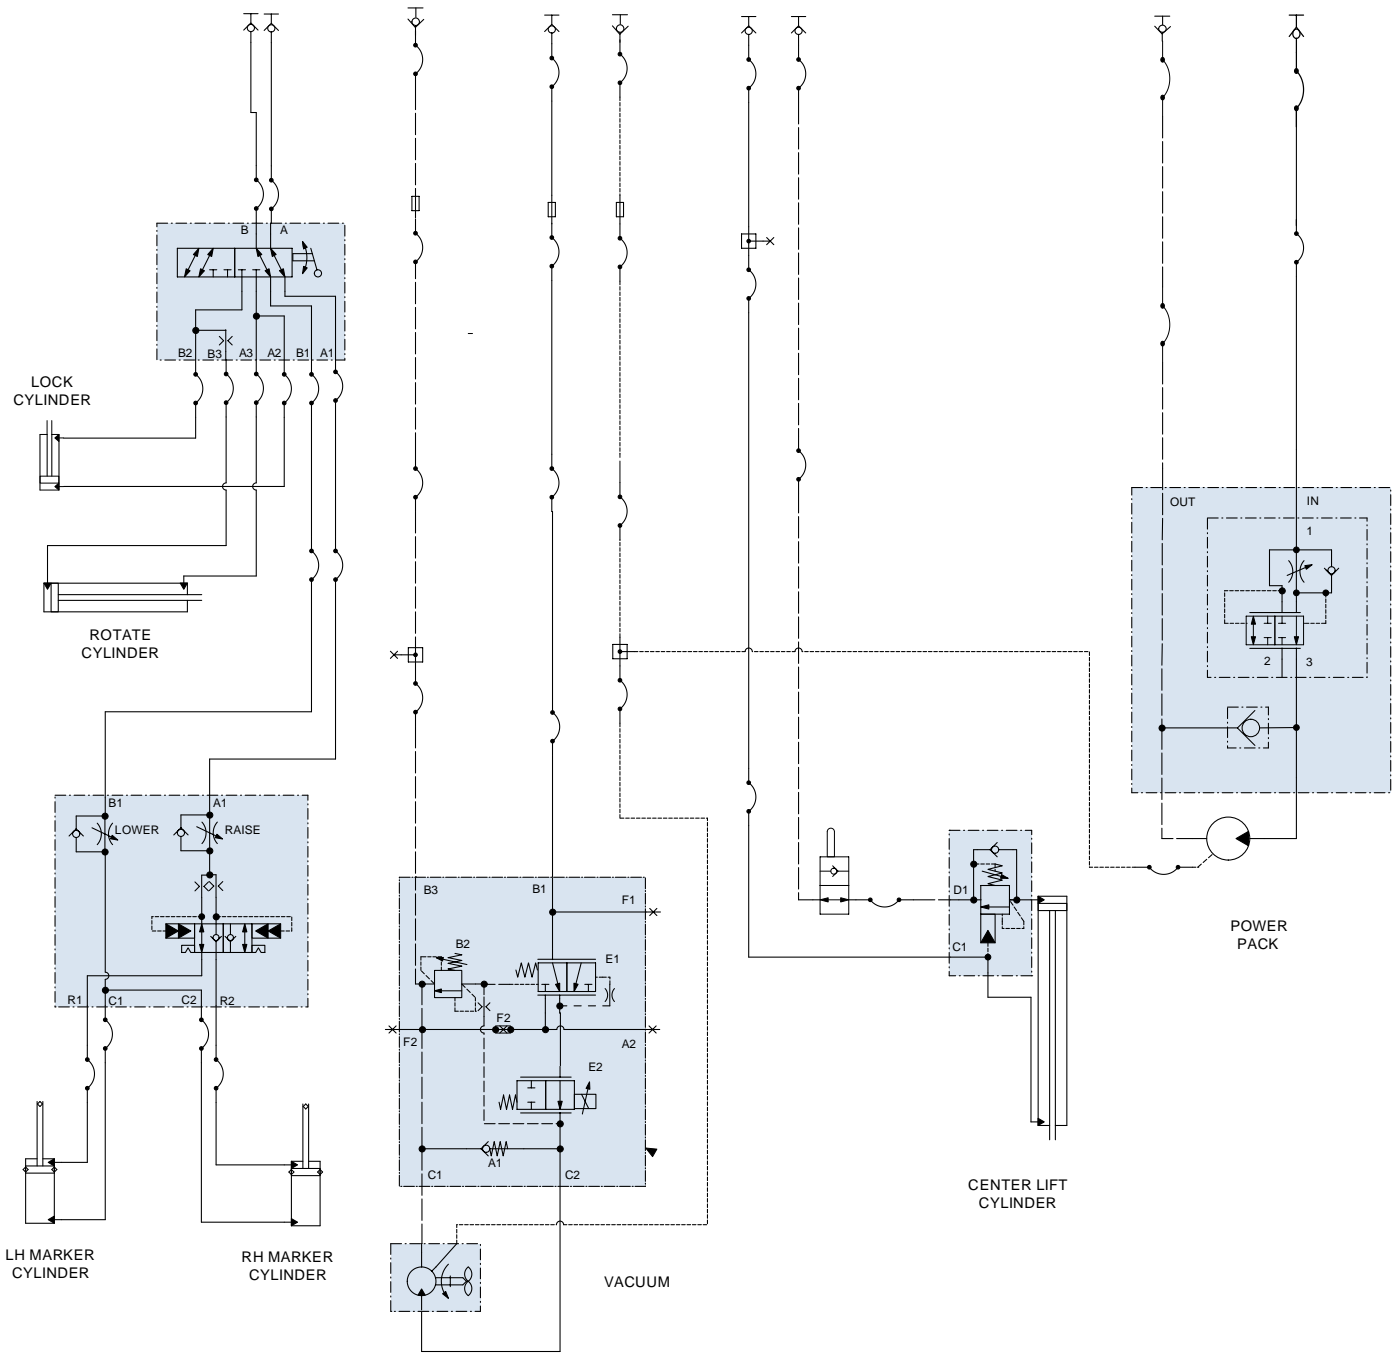 B A
B2 B3 A3 A2 B1 A1
LOCK
CYLINDER
ROTATE
CYLINDER
OUT IN
1
2 3
B1 A1
LOWER RAISE
R1 C1 C2 R2
LH MARKER
CYLINDER
RH MARKER
CYLINDER
B3 B1
F1
B2 E1
F2
F2 A2
E2
A1
C1 C2
VACUUM
D1
C1
CENTER LIFT
CYLINDER
POWER
PACK